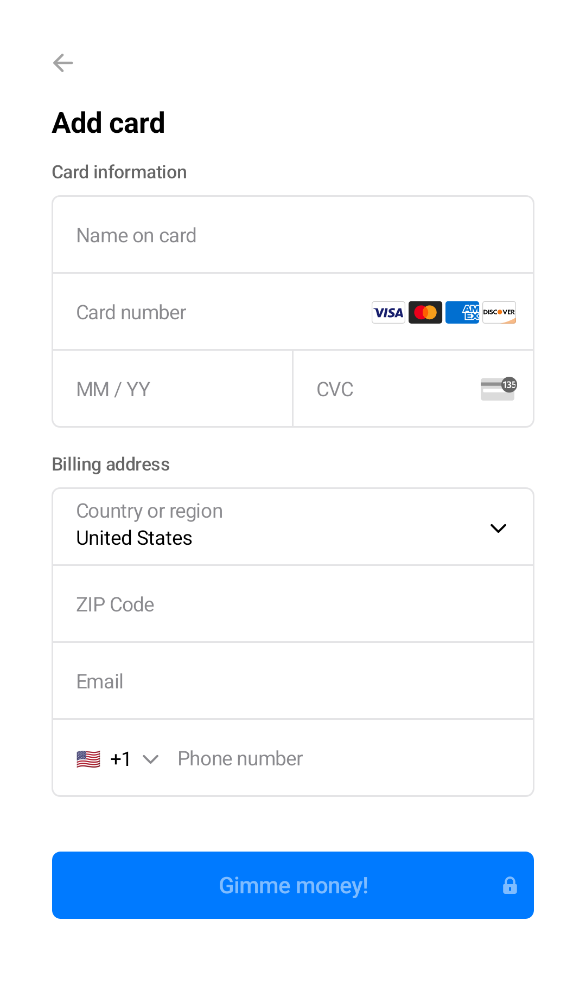 Add card
Card information
Name on card
Card number VISA AM EX DISCOVER
MM / YY CVC 135
Billing address
Country or region
United States
ZIP Code
Email
+1 Phone number
Gimme money!